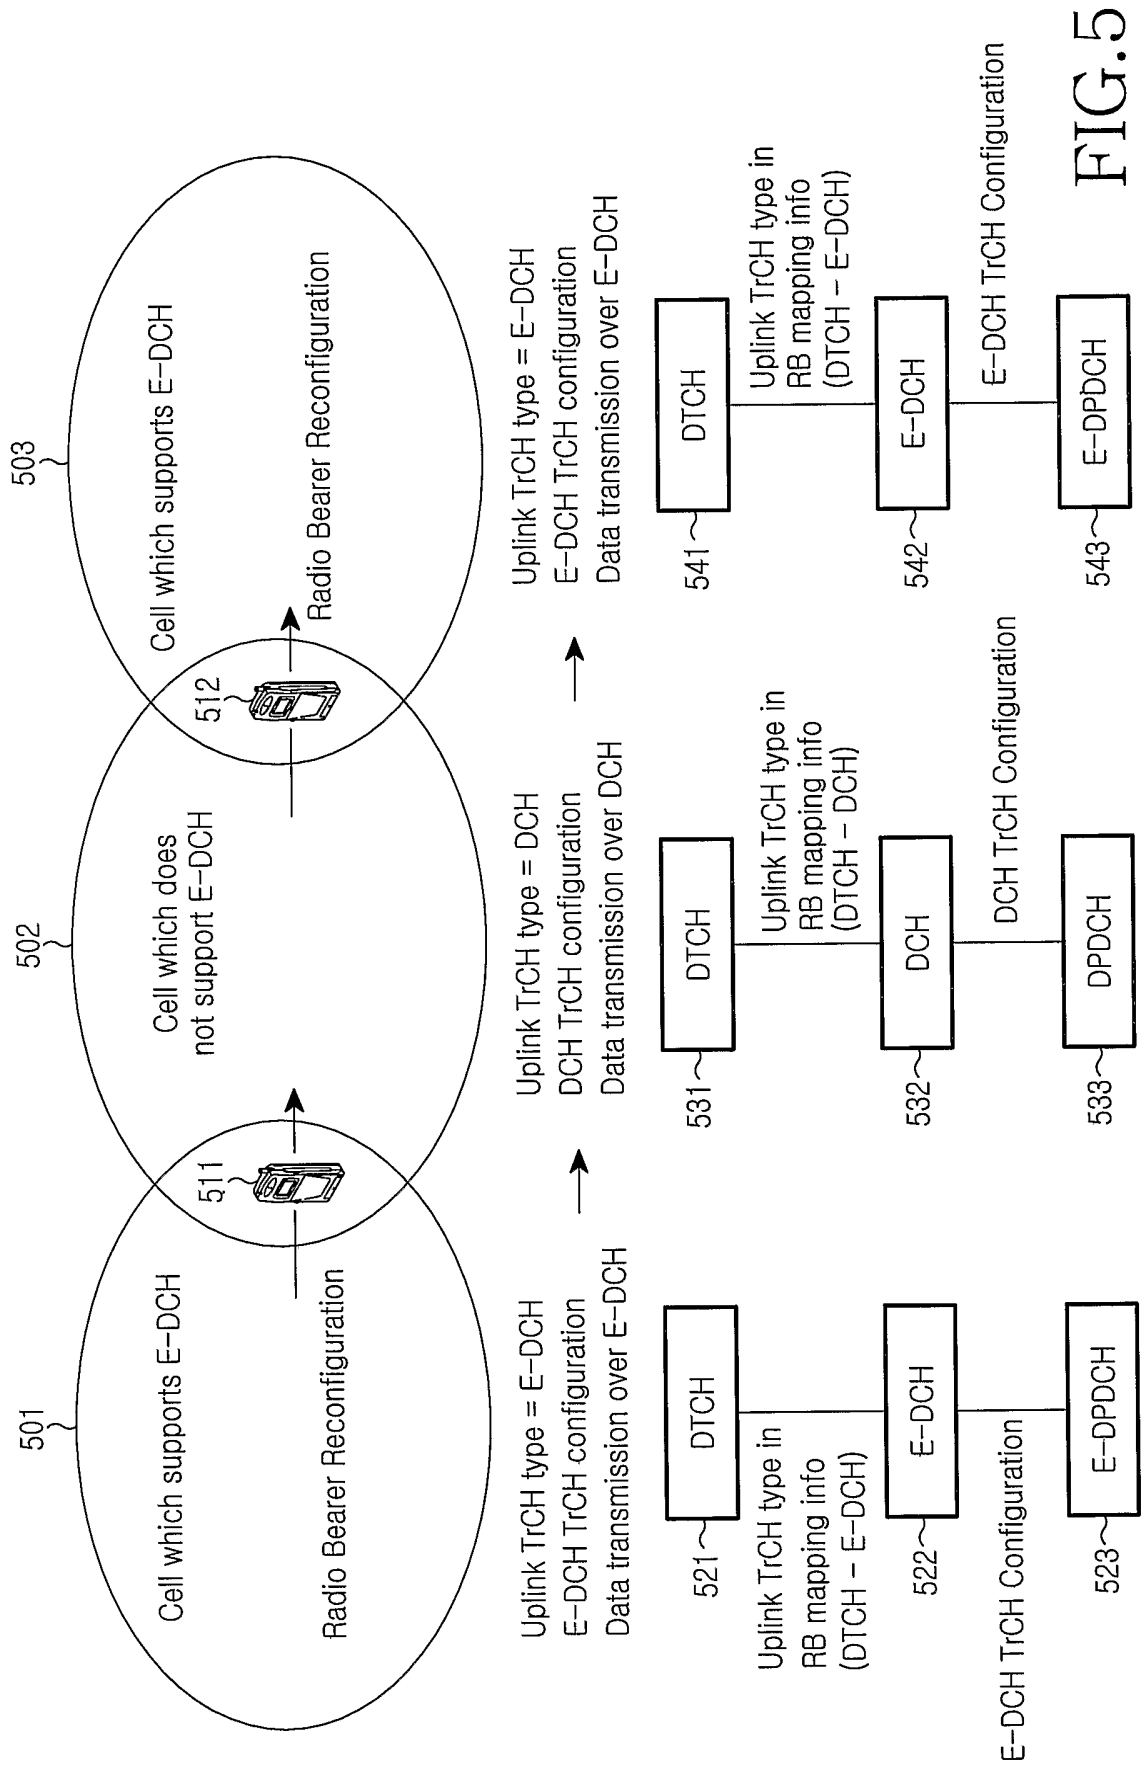 501
502
503
Cell which supports E-DCH
Cell which does
not support E-DCH
Cell which supports E-DCH
511
512
Radio Bearer Reconfiguration
Radio Bearer Reconfiguration
Uplink TrCH type = E-DCH
E-DCH TrCH configuration
Data transmission over E-DCH
Uplink TrCH type = DCH
DCH TrCH configuration
Data transmission over DCH
Uplink TrCH type = E-DCH
E-DCH TrCH configuration
Data transmission over E-DCH
521
DTCH
Uplink TrCH type in
RB mapping info
(DTCH - E-DCH)
522
E-DCH
E-DCH TrCH Configuration
523
E-DPDCH
531
DTCH
Uplink TrCH type in
RB mapping info
(DTCH - DCH)
532
DCH
DCH TrCH Configuration
533
DPDCH
541
DTCH
Uplink TrCH type in
RB mapping info
(DTCH - E-DCH)
542
E-DCH
E-DCH TrCH Configuration
543
E-DPDCH
FIG.5